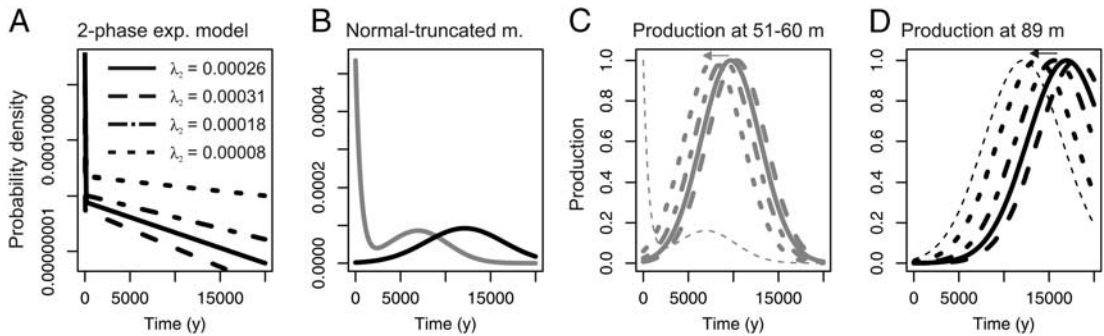 A
2-phase exp. model
Probability density
0.00010000
0.00000001
λ2 = 0.00026
λ2 = 0.00031
λ2 = 0.00018
λ2 = 0.00008
0 5000 15000
Time (y)
B
Normal-truncated m.
0.0004
0.0002
0.0000
0 5000 15000
Time (y)
C
Production at 51-60 m
Production
1.0
0.8
0.6
0.4
0.2
0.0
0 5000 15000
Time (y)
D
Production at 89 m
1.0
0.8
0.6
0.4
0.2
0.0
0 5000 15000
Time (y)